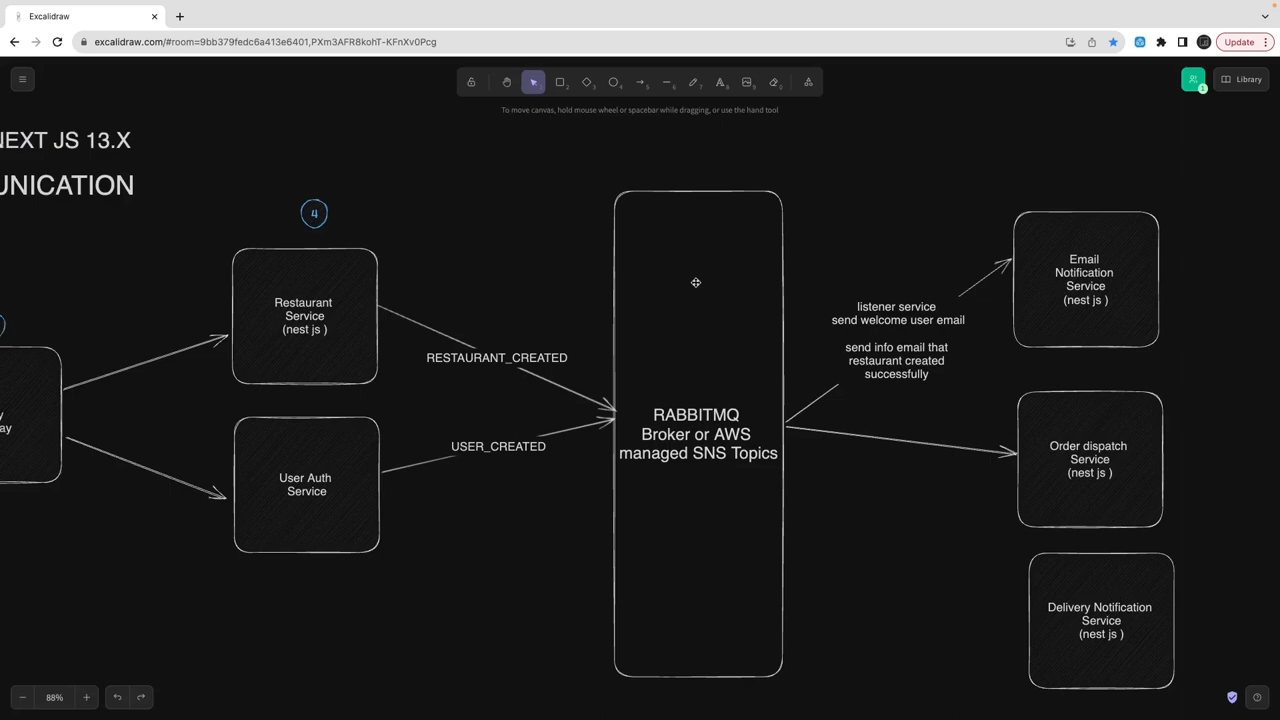 Excalidraw
excalidraw.com/#room=9bb379fedc6a413e6401,PXm3AFR8kohT-KFnXv0Pcg
Update
Library
To move canvas, hold mouse wheel or spacebar while dragging, or use the hand tool
NEXT JS 13.X
UNICATION
4
Restaurant
Service
(nest js )
User Auth
Service
RESTAURANT_CREATED
USER_CREATED
RABBITMQ
Broker or AWS
managed SNS Topics
listener service
send welcome user email
send info email that
restaurant created
successfully
Email
Notification
Service
(nest js )
Order dispatch
Service
(nest js )
Delivery Notification
Service
(nest js )
88%